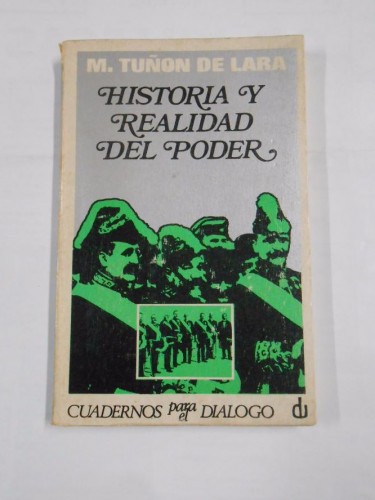 M. TUÑON DE LARA
HISTORIA Y
REALIDAD
DEL PODER
CUADERNOS para el DIALOGO